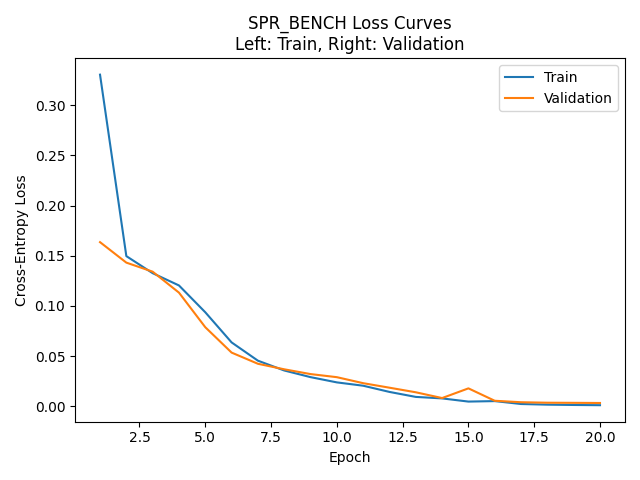 SPR_BENCH Loss Curves
Left: Train, Right: Validation
Train
Validation
Cross-Entropy Loss
0.30
0.25
0.20
0.15
0.10
0.05
0.00
2.5 5.0 7.5 10.0 12.5 15.0 17.5 20.0
Epoch